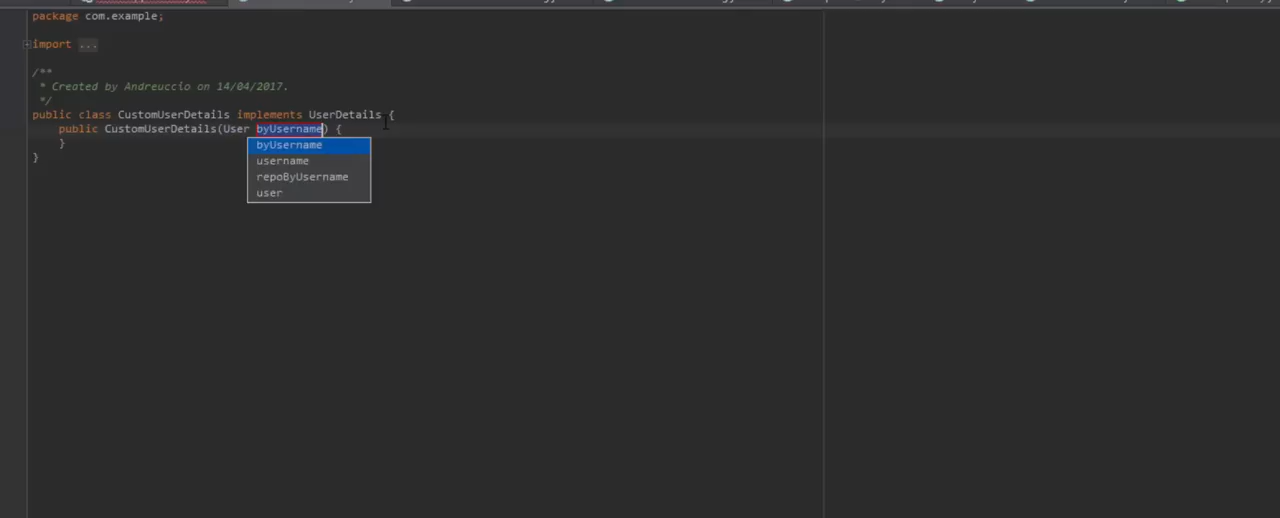 package com.example;
import ...
/**
* Created by Andreuccio on 14/04/2017.
*/
public class CustomUserDetails implements UserDetails {
public CustomUserDetails(User byUsername) {
byUsername
username
repoByUsername
user
}
}